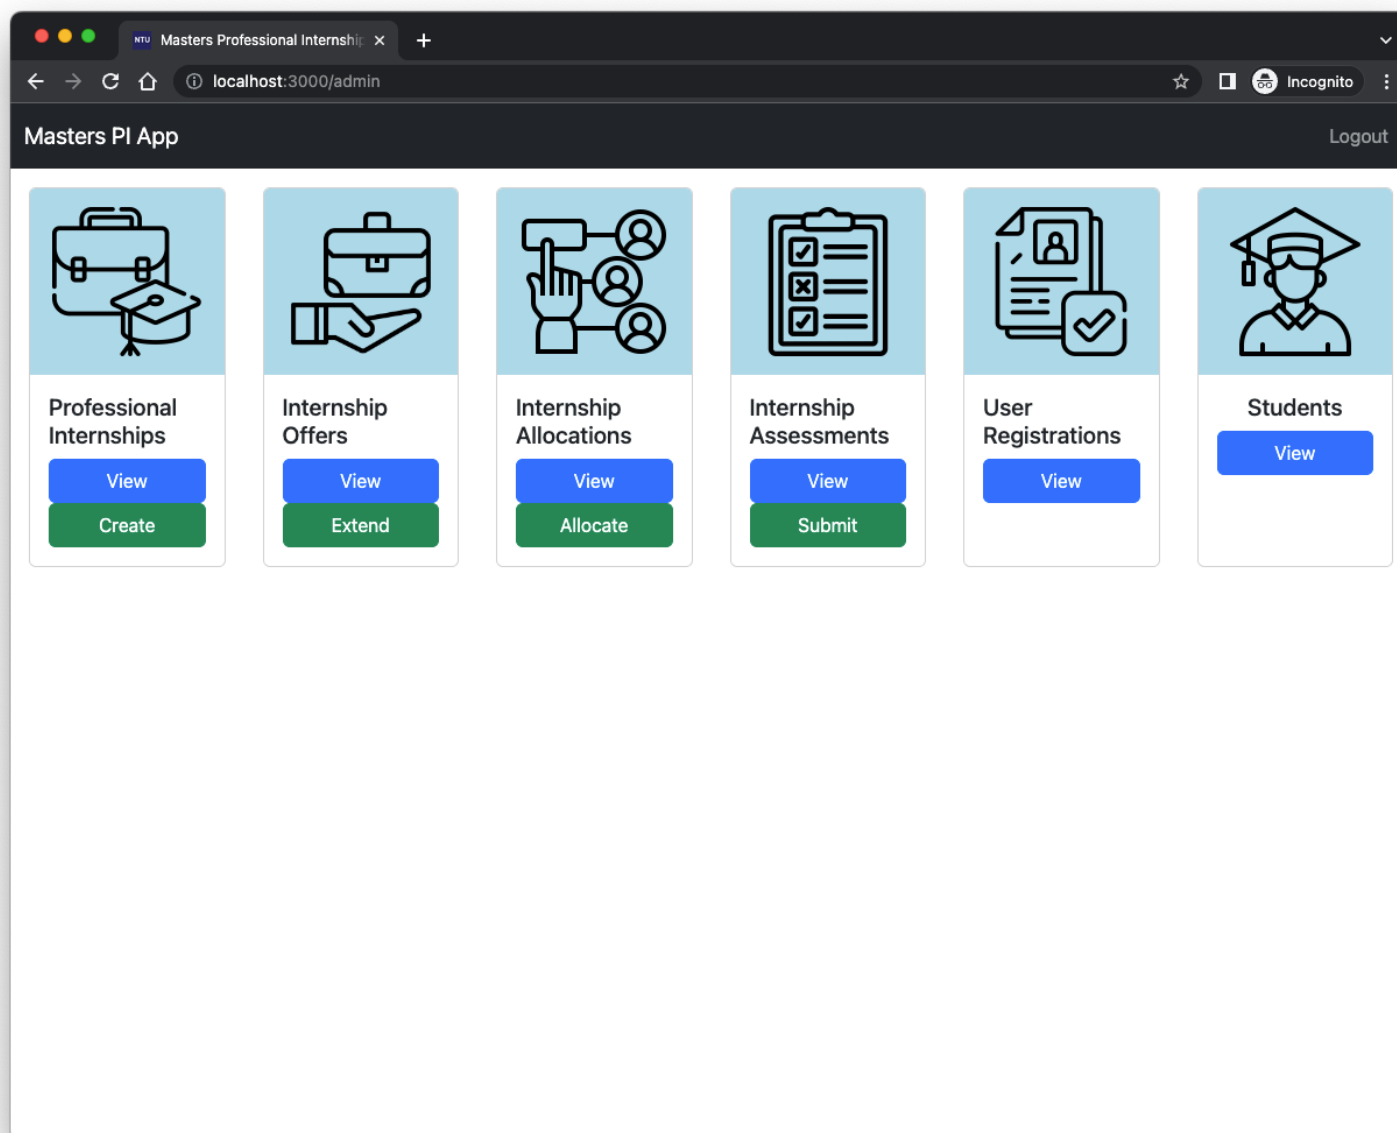 NTU Masters Professional Internship
localhost:3000/admin
Incognito
Masters PI App
Logout
Professional
Internships
View
Create
Internship
Offers
View
Extend
Internship
Allocations
View
Allocate
Internship
Assessments
View
Submit
User
Registrations
View
Students
View